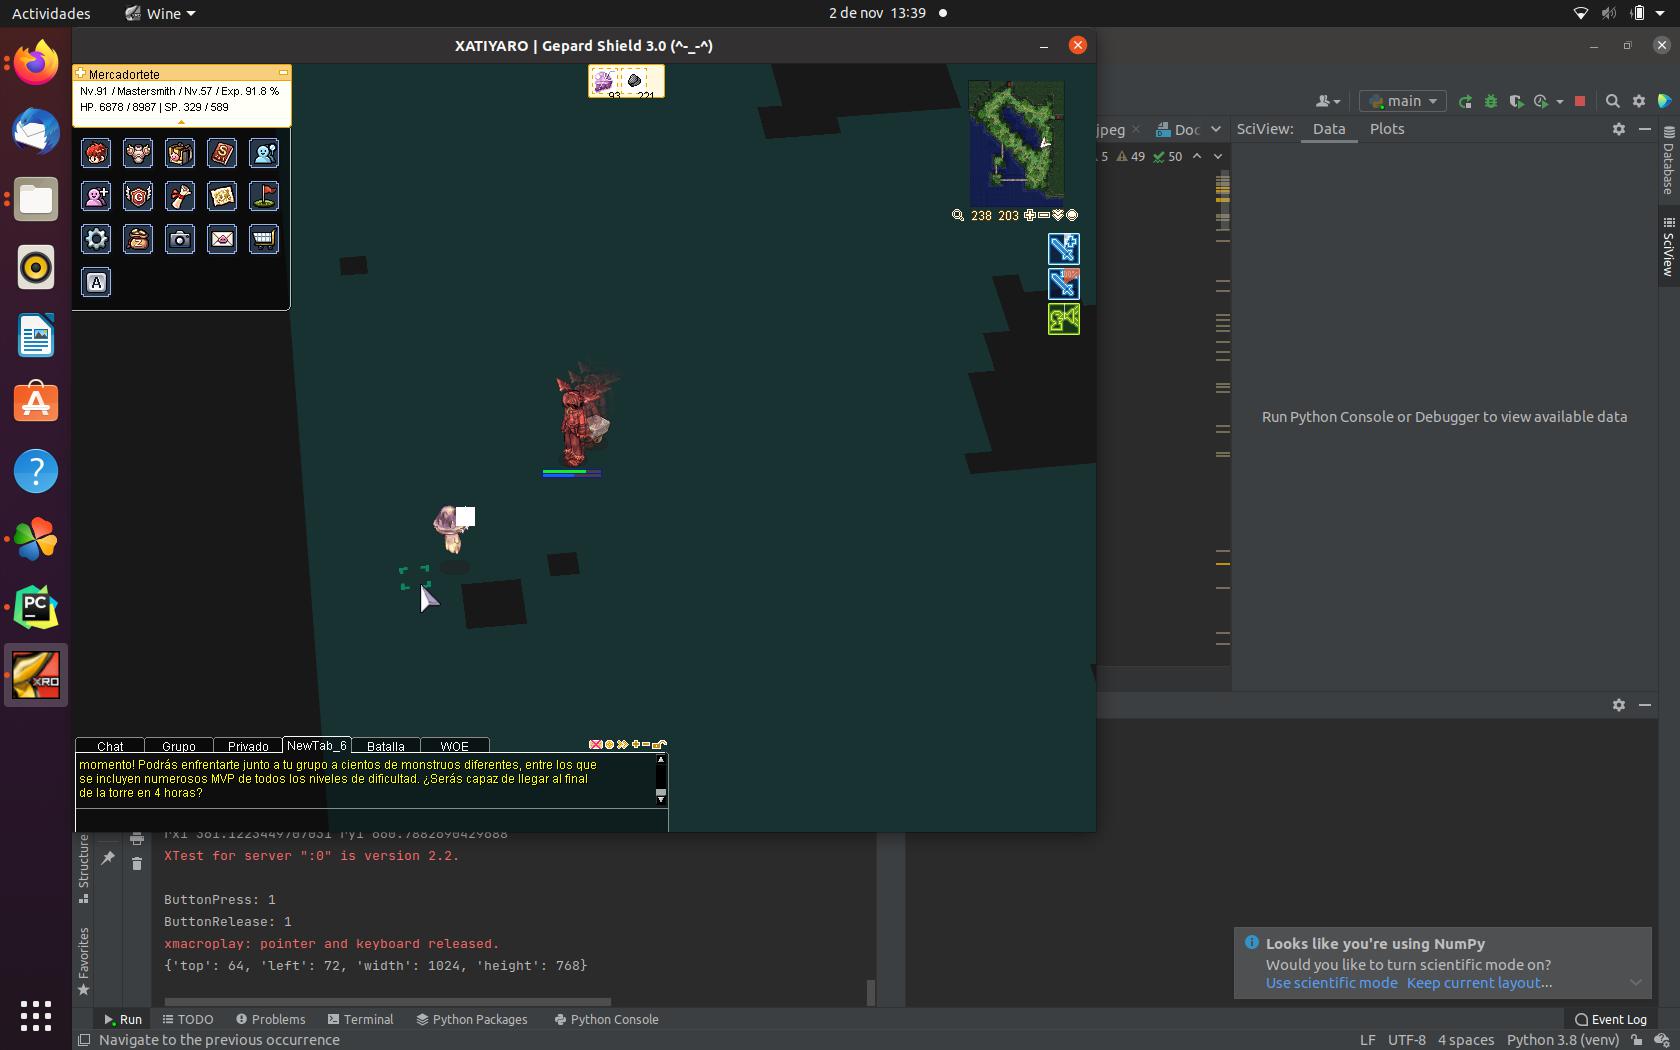 Actividades
Wine
2 de nov 13:39
XATIYARO | Gepard Shield 3.0 (^-_-^)
Mercadortete
Nv.91 / Mastersmith / Nv.57 / Exp. 91.8 %
HP. 6878 / 8987 | SP. 329 / 589
93 221
238 203
100%
A
main
jpeg
Doc
SciView: Data Plots
5 49 50
Database
SciView
Run Python Console or Debugger to view available data
PC
XRO
Chat Grupo Privado NewTab_6 Batalla WOE
momento! Podrás enfrentarte junto a tu grupo a cientos de monstruos diferentes, entre los que
se incluyen numerosos MVP de todos los niveles de dificultad. ¿Serás capaz de llegar al final
de la torre en 4 horas?
XTest for server ":0" is version 2.2.
ButtonPress: 1
ButtonRelease: 1
xmacroplay: pointer and keyboard released.
{'top': 64, 'left': 72, 'width': 1024, 'height': 768}
Structure
Favorites
Looks like you're using NumPy
Would you like to turn scientific mode on?
Use scientific mode Keep current layout...
Run TODO Problems Terminal Python Packages Python Console
Event Log
Navigate to the previous occurrence
LF UTF-8 4 spaces Python 3.8 (venv)